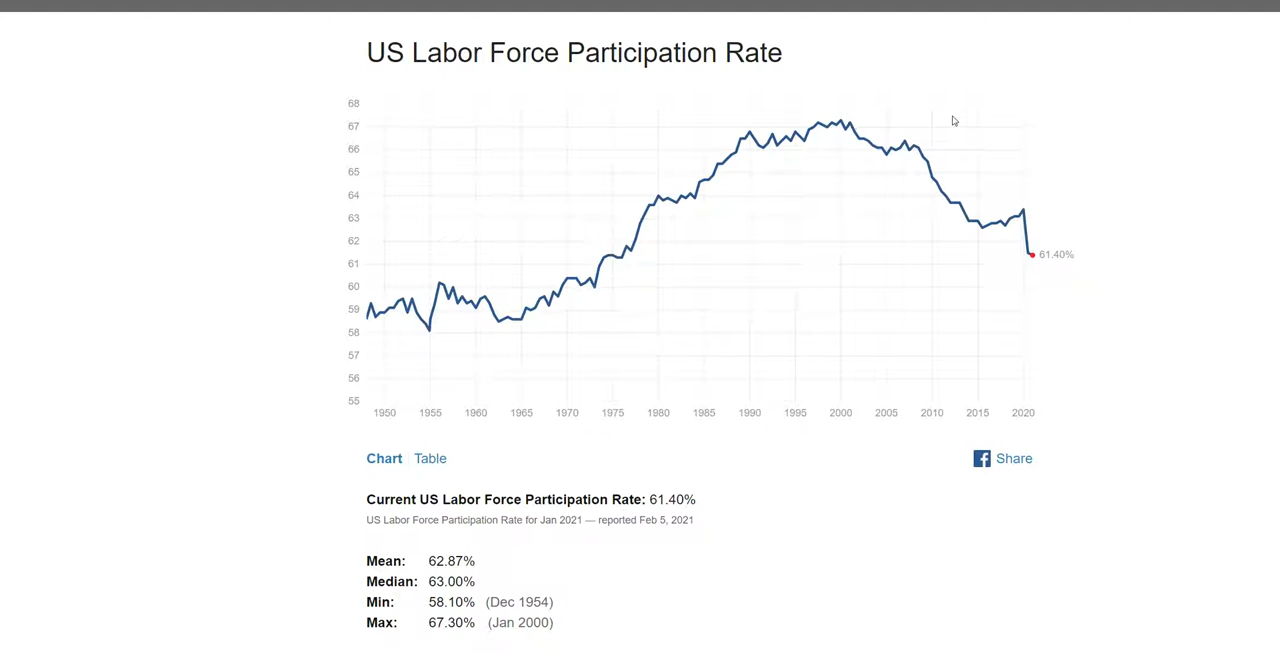 US Labor Force Participation Rate
68
67
66
65
64
63
62
61
60
59
58
57
56
55
61.40%
1950 1955 1960 1965 1970 1975 1980 1985 1990 1995 2000 2005 2010 2015 2020
Chart Table
Share
Current US Labor Force Participation Rate: 61.40%
US Labor Force Participation Rate for Jan 2021 — reported Feb 5, 2021
Mean: 62.87%
Median: 63.00%
Min: 58.10% (Dec 1954)
Max: 67.30% (Jan 2000)